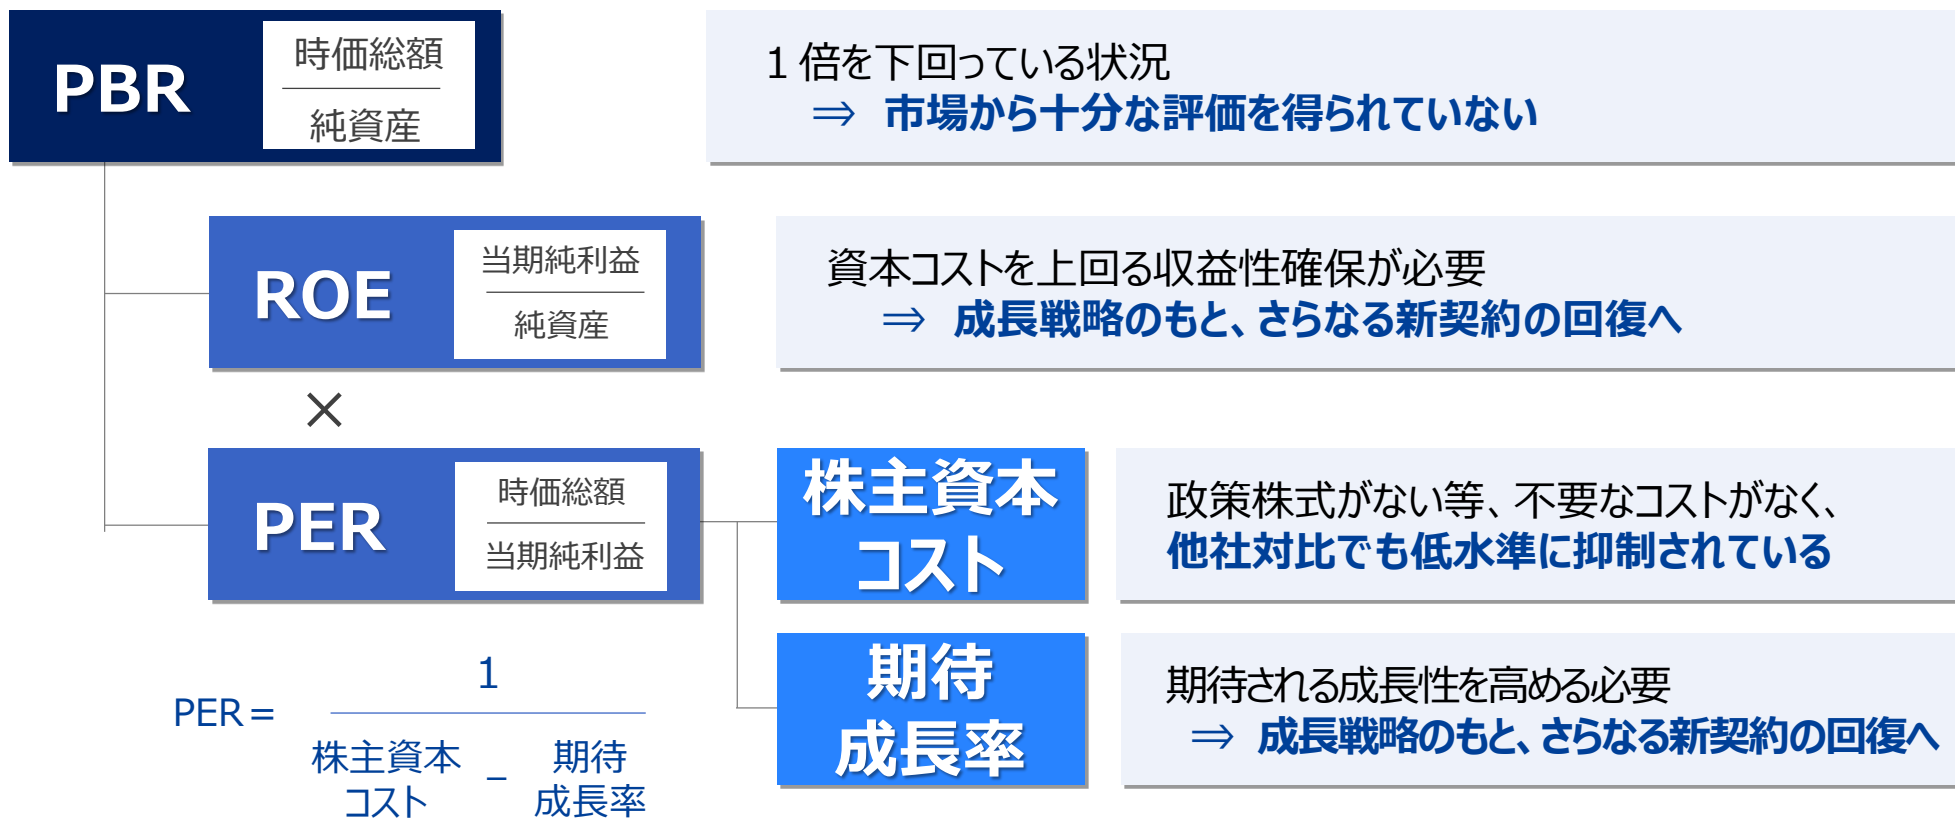 PBR
時価総額
純資産
1 倍を下回っている状況
⇒ 市場から十分な評価を得られていない
ROE
当期純利益
純資産
資本コストを上回る収益性確保が必要
⇒ 成長戦略のもと、さらなる新契約の回復へ
×
PER
時価総額
当期純利益
株主資本
コスト
政策株式がない等、不要なコストがなく、
他社対比でも低水準に抑制されている
期待
成長率
期待される成長性を高める必要
⇒ 成長戦略のもと、さらなる新契約の回復へ
PER＝
1
株主資本
コスト
－
期待
成長率